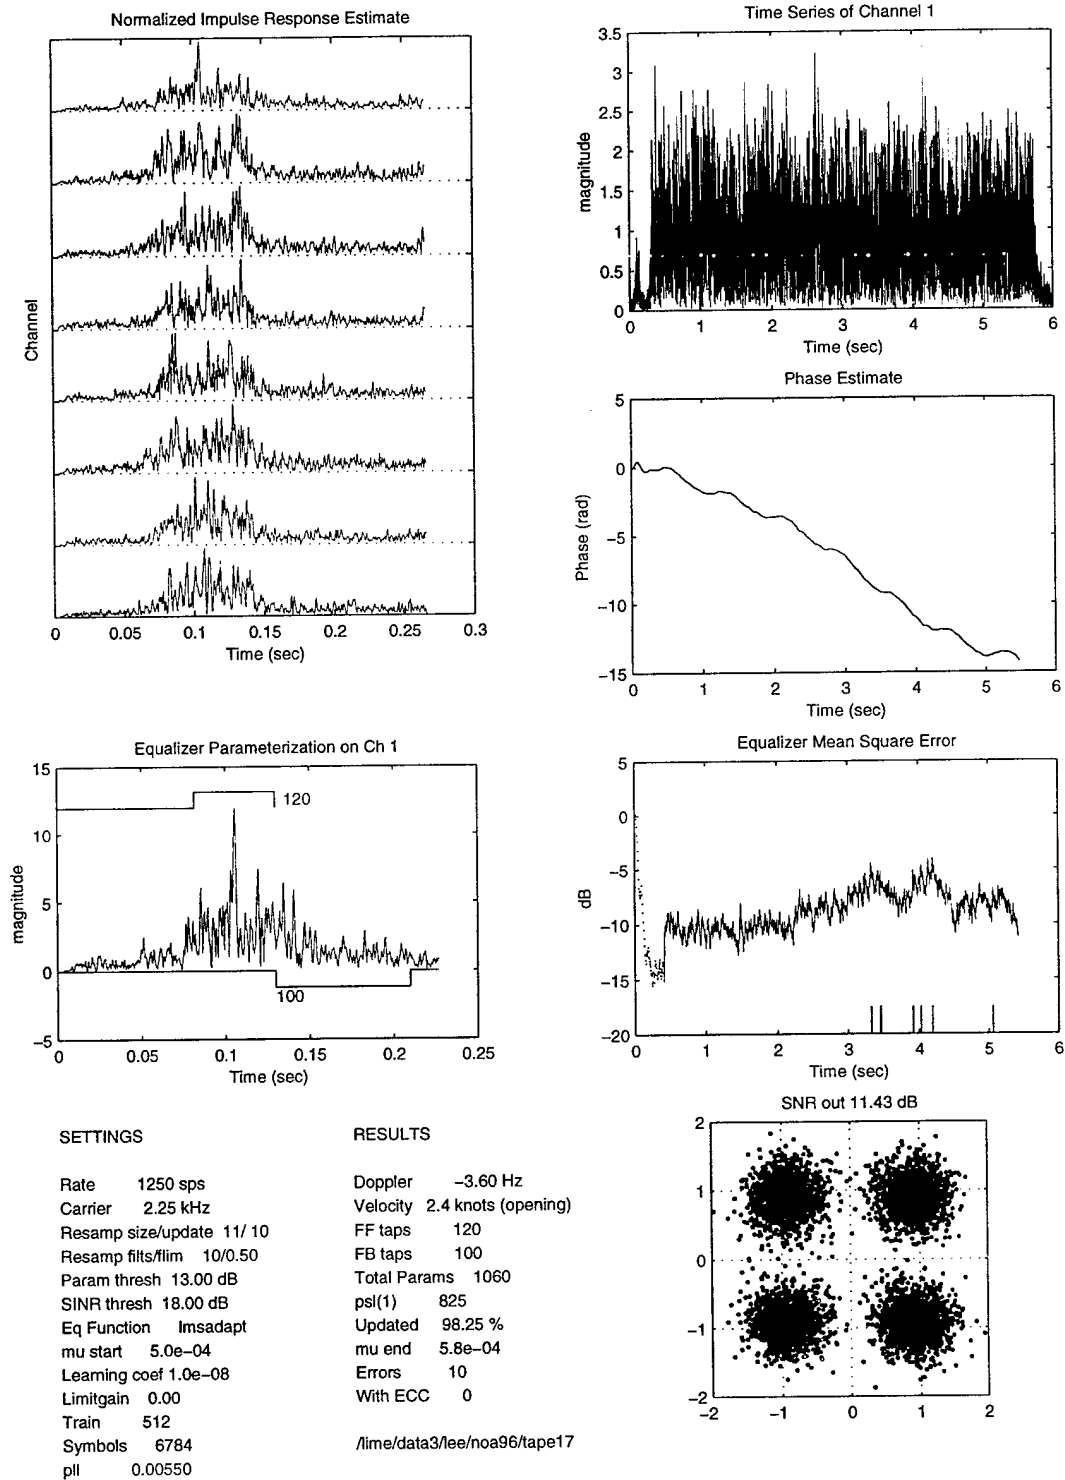 Normalized Impulse Response Estimate
Channel
0 0.05 0.1 0.15 0.2 0.25 0.3
Time (sec)
Time Series of Channel 1
magnitude
3.5
3
2.5
2
1.5
1
0.5
0
0 1 2 3 4 5 6
Time (sec)
Phase Estimate
Phase (rad)
5
0
−5
−10
−15
0 1 2 3 4 5 6
Time (sec)
Equalizer Parameterization on Ch 1
magnitude
15
10
5
0
−5
120
100
0 0.05 0.1 0.15 0.2 0.25
Time (sec)
Equalizer Mean Square Error
dB
5
0
−5
−10
−15
−20
0 1 2 3 4 5 6
Time (sec)
SETTINGS
Rate 1250 sps
Carrier 2.25 kHz
Resamp size/update 11/ 10
Resamp filts/flim 10/0.50
Param thresh 13.00 dB
SINR thresh 18.00 dB
Eq Function lmsadapt
mu start 5.0e−04
Learning coef 1.0e−08
Limitgain 0.00
Train 512
Symbols 6784
pll 0.00550
RESULTS
Doppler −3.60 Hz
Velocity 2.4 knots (opening)
FF taps 120
FB taps 100
Total Params 1060
psl(1) 825
Updated 98.25 %
mu end 5.8e−04
Errors 10
With ECC 0
/lime/data3/lee/noa96/tape17
SNR out 11.43 dB
2
1
0
−1
−2
−2 −1 0 1 2